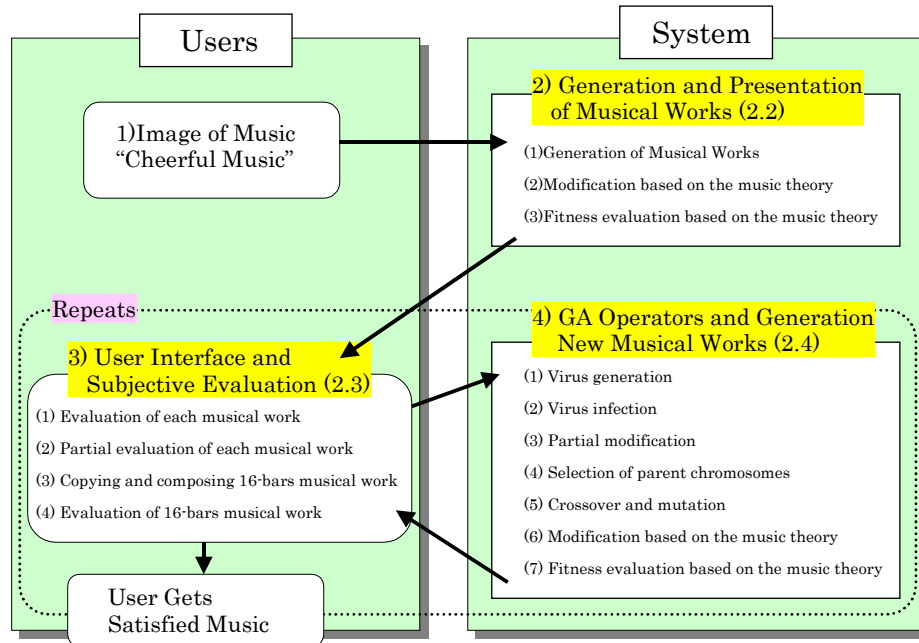 Users
System
1)Image of Music
“Cheerful Music”
2) Generation and Presentation
of Musical Works (2.2)
(1)Generation of Musical Works
(2)Modification based on the music theory
(3)Fitness evaluation based on the music theory
Repeats
3) User Interface and
Subjective Evaluation (2.3)
(1) Evaluation of each musical work
(2) Partial evaluation of each musical work
(3) Copying and composing 16-bars musical work
(4) Evaluation of 16-bars musical work
4) GA Operators and Generation
New Musical Works (2.4)
(1) Virus generation
(2) Virus infection
(3) Partial modification
(4) Selection of parent chromosomes
(5) Crossover and mutation
(6) Modification based on the music theory
(7) Fitness evaluation based on the music theory
User Gets
Satisfied Music